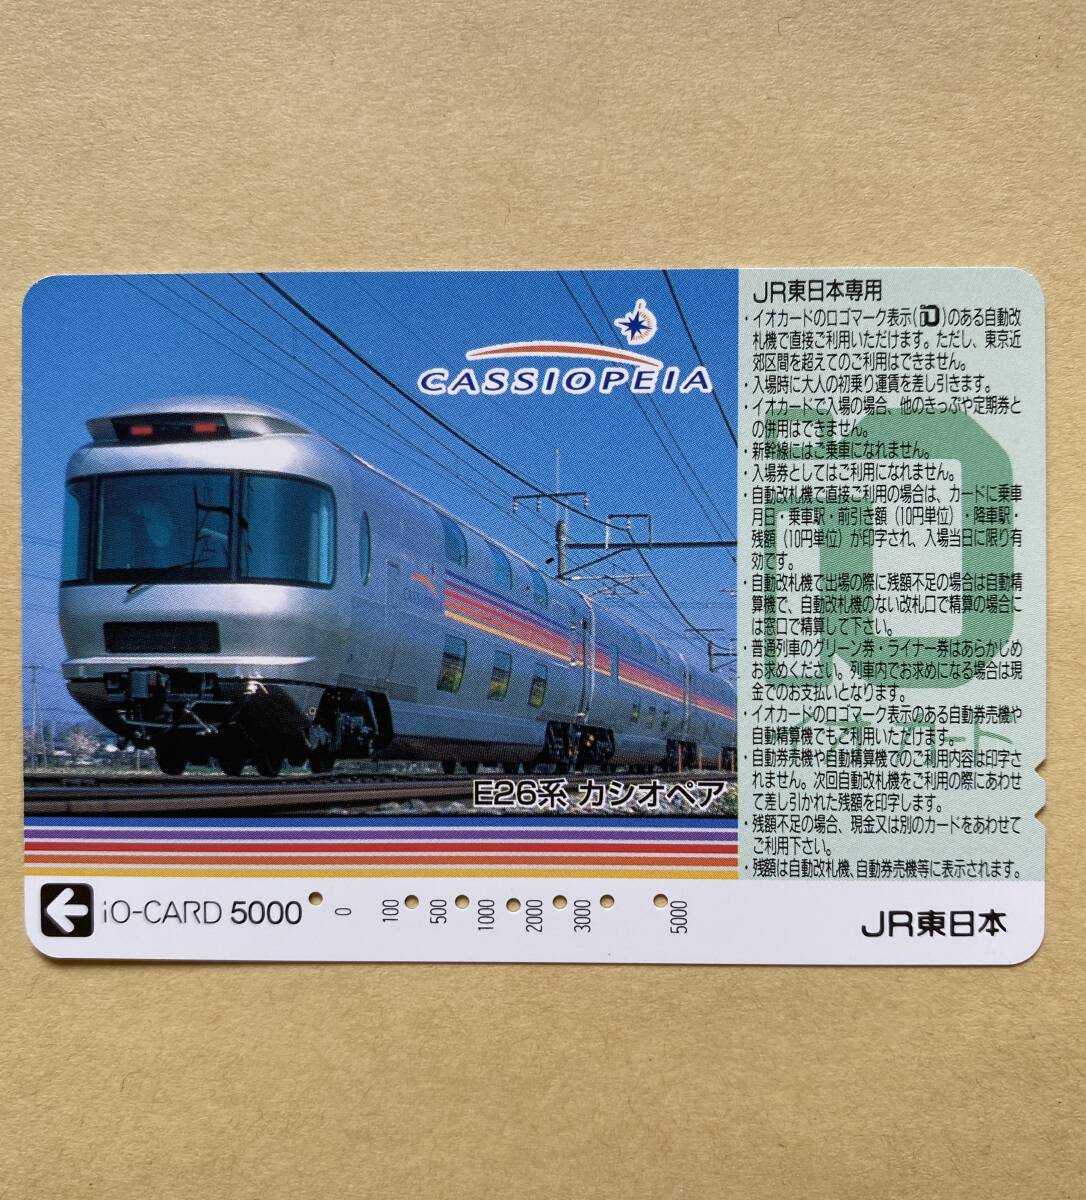 CASSIOPEIA
E26系 カシオペア
JR東日本専用
・イオカードのロゴマーク表示(iO)のある自動改
札機で直接ご利用いただけます。ただし、東京近
郊区間を超えてのご利用はできません。
・入場時に大人の初乗り運賃を差し引きます。
・イオカードで入場の場合、他のきっぷや定期券と
の併用はできません。
・新幹線にはご乗車になれません。
・入場券としてはご利用になれません。
・自動改札機で直接ご利用の場合は、カードに乗車
月日・乗車駅・前引き額（10円単位）・降車駅・
残額（10円単位）が印字され、入場当日に限り有
効です。
・自動改札機で出場の際に残額不足の場合は自動精
算機で、自動改札機のない改札口で精算の場合に
は窓口で精算して下さい。
・普通列車のグリーン券・ライナー券はあらかじめ
お求めください。列車内でお求めになる場合は現
金でのお支払いとなります。
・イオカードのロゴマーク表示のある自動券売機や
自動精算機でもご利用いただけます。
・自動券売機や自動精算機でのご利用内容は印字さ
れません。次回自動改札機をご利用の際にあわせ
て差し引かれた残額を印字します。
・残額不足の場合、現金又は別のカードをあわせて
ご利用下さい。
・残額は自動改札機、自動券売機等に表示されます。
iO
イオカード
iO-CARD 5000
0 100 500 1000 2000 3000 5000
JR東日本